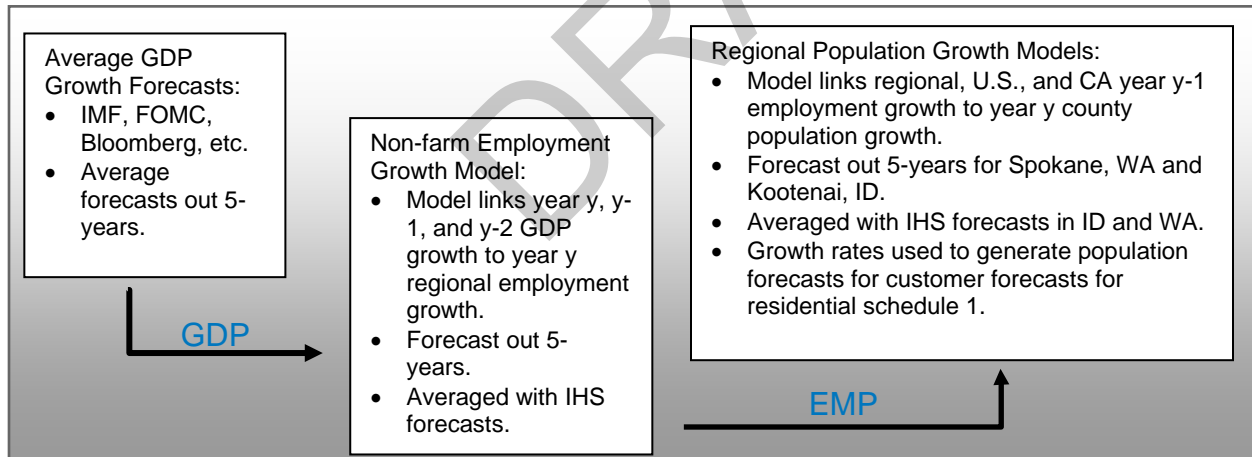 Average GDP
Growth Forecasts:
• IMF, FOMC,
Bloomberg, etc.
• Average
forecasts out 5-
years.
GDP
Non-farm Employment
Growth Model:
• Model links year y, y-
1, and y-2 GDP
growth to year y
regional employment
growth.
• Forecast out 5-
years.
• Averaged with IHS
forecasts.
EMP
Regional Population Growth Models:
• Model links regional, U.S., and CA year y-1
employment growth to year y county
population growth.
• Forecast out 5-years for Spokane, WA and
Kootenai, ID.
• Averaged with IHS forecasts in ID and WA.
• Growth rates used to generate population
forecasts for customer forecasts for
residential schedule 1.